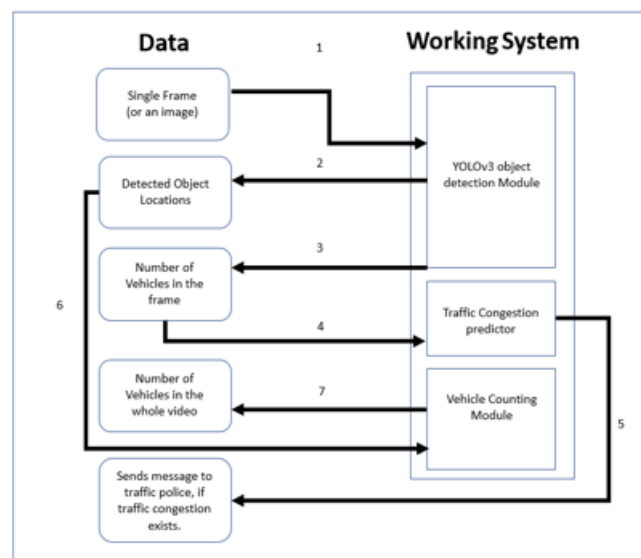 Data
1
Working System
Single Frame
(or an image)
YOLOv3 object
detection Module
2
Detected Object
Locations
3
Number of
Vehicles in the
frame
6
4
Traffic Congestion
predictor
Number of
Vehicles in the
whole video
7
Vehicle Counting
Module
5
Sends message to
traffic police, if
traffic congestion
exists.